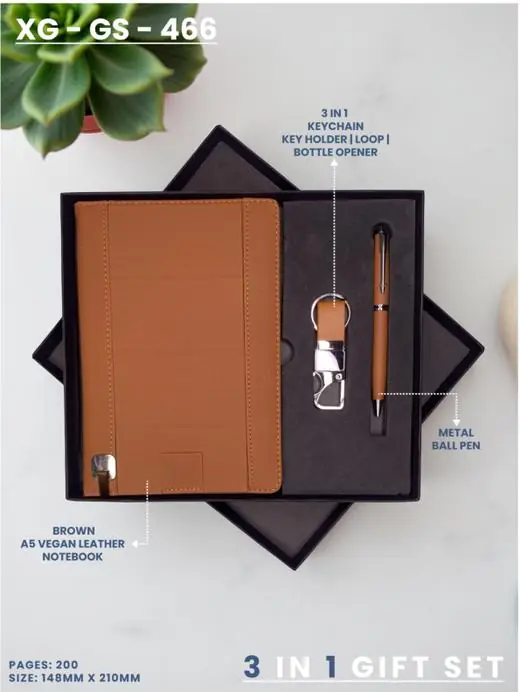 XG - GS - 466
3 IN 1
KEYCHAIN
KEY HOLDER | LOOP |
BOTTLE OPENER
METAL
BALL PEN
BROWN
A5 VEGAN LEATHER
NOTEBOOK
PAGES: 200
SIZE: 148MM X 210MM
3 IN 1 GIFT SET